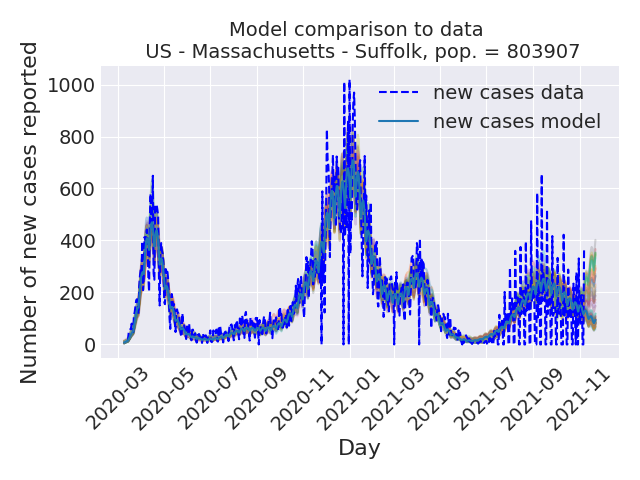 Model comparison to data
US - Massachusetts - Suffolk, pop. = 803907
Number of new cases reported
1000
800
600
400
200
0
new cases data
new cases model
2020-03
2020-05
2020-07
2020-09
2020-11
2021-01
2021-03
2021-05
2021-07
2021-09
2021-11
Day